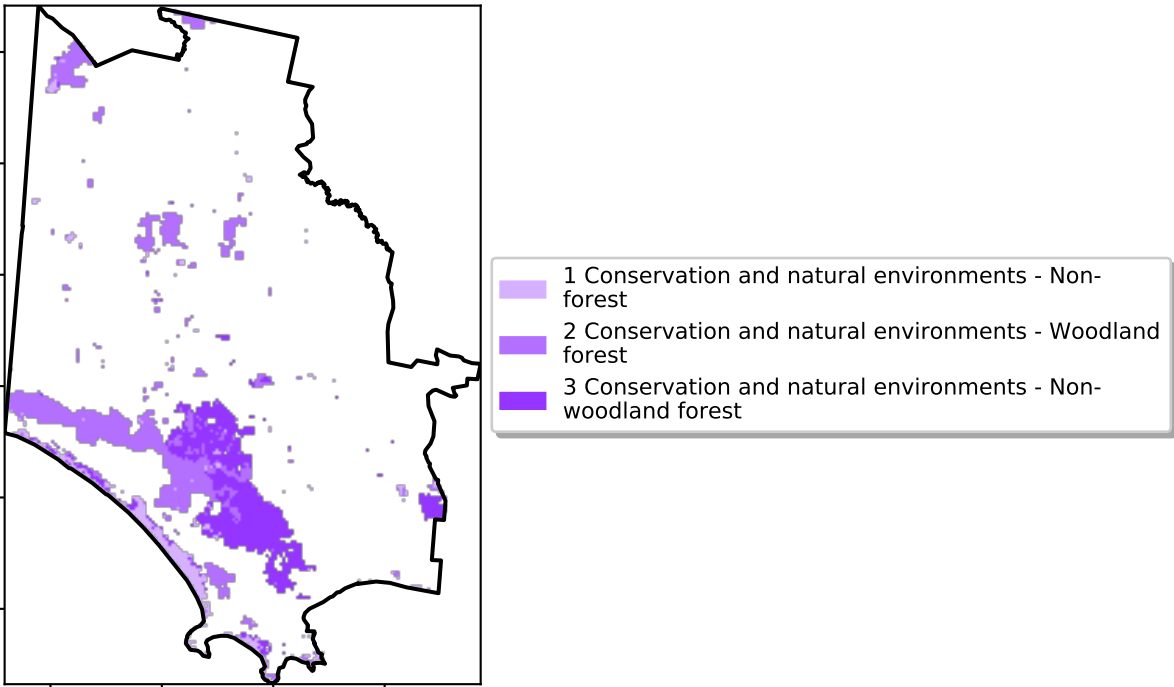 1 Conservation and natural environments - Non-
forest
2 Conservation and natural environments - Woodland
forest
3 Conservation and natural environments - Non-
woodland forest